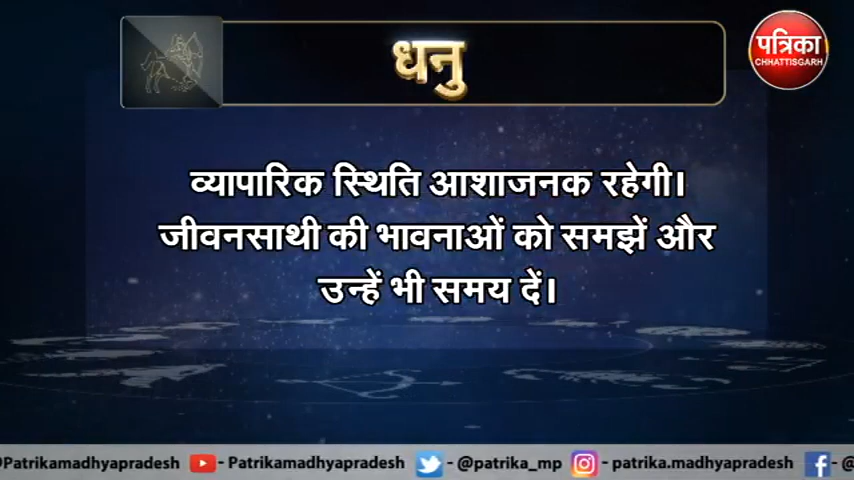 धनु
पत्रिका
CHHATTISGARH
व्यापारिक स्थिति आशाजनक रहेगी।
जीवनसाथी की भावनाओं को समझें और
उन्हें भी समय दें।
@Patrikamadhyapradesh - Patrikamadhyapradesh - @patrika_mp - patrika.madhyapradesh - @